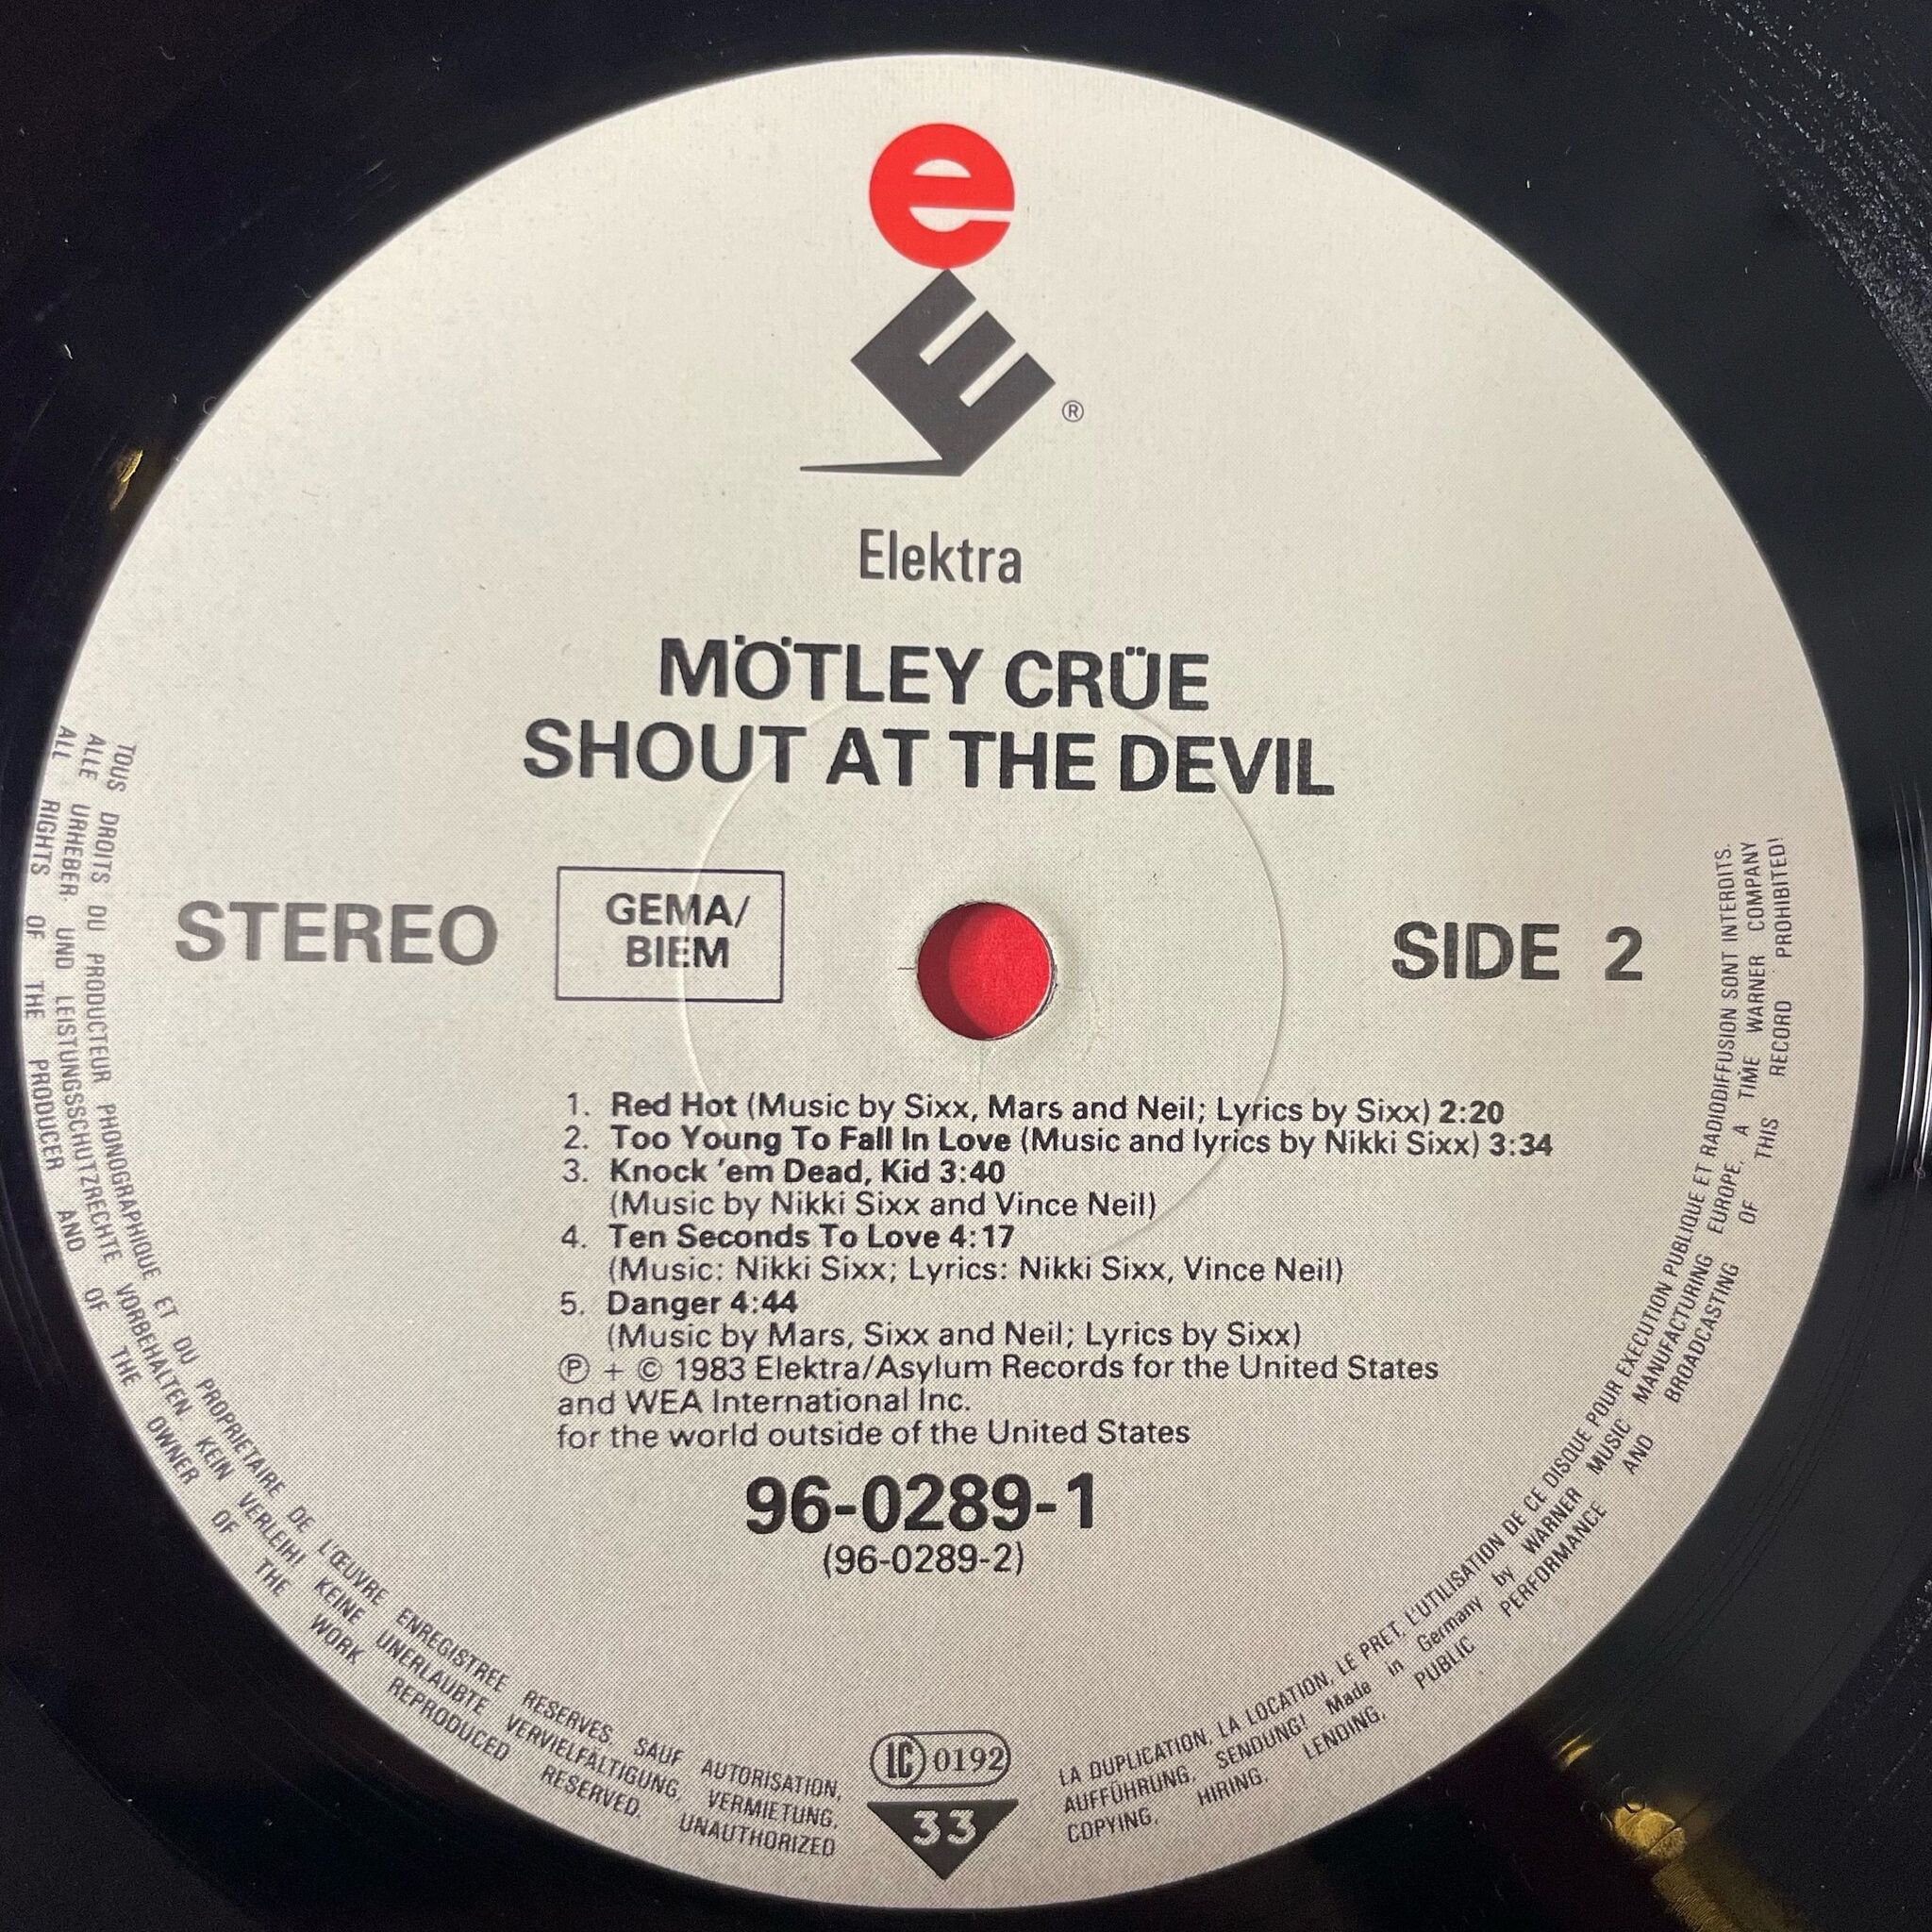 e
E ®
Elektra
MÖTLEY CRÜE
SHOUT AT THE DEVIL
STEREO
GEMA/
BIEM
SIDE 2
1. Red Hot (Music by Sixx, Mars and Neil; Lyrics by Sixx) 2:20
2. Too Young To Fall In Love (Music and lyrics by Nikki Sixx) 3:34
3. Knock 'em Dead, Kid 3:40
(Music by Nikki Sixx and Vince Neil)
4. Ten Seconds To Love 4:17
(Music: Nikki Sixx; Lyrics: Nikki Sixx, Vince Neil)
5. Danger 4:44
(Music by Mars, Sixx and Neil; Lyrics by Sixx)
Ⓟ + © 1983 Elektra/Asylum Records for the United States
and WEA International Inc.
for the world outside of the United States
96-0289-1
(96-0289-2)
TOUS DROITS DU PRODUCTEUR PHONOGRAPHIQUE ET DU PROPRIETAIRE DE L'ŒUVRE ENREGISTREE RESERVES. SAUF AUTORISATION, LA DUPLICATION, LA LOCATION, LE PRET, L'UTILISATION DE CE DISQUE POUR EXECUTION PUBLIQUE ET RADIODIFFUSION SONT INTERDITS.
ALLE URHEBER- UND LEISTUNGSSCHUTZRECHTE VORBEHALTEN KEIN VERLEIH! KEINE UNERLAUBTE VERVIELFÄLTIGUNG, VERMIETUNG, AUFFÜHRUNG, SENDUNG! Made in Germany by WARNER MUSIC MANUFACTURING EUROPE, A TIME WARNER COMPANY
ALL RIGHTS OF THE PRODUCER AND OF THE OWNER OF THE WORK REPRODUCED RESERVED. UNAUTHORIZED COPYING, HIRING, LENDING, PUBLIC PERFORMANCE AND BROADCASTING OF THIS RECORD PROHIBITED!
LC 0192
33